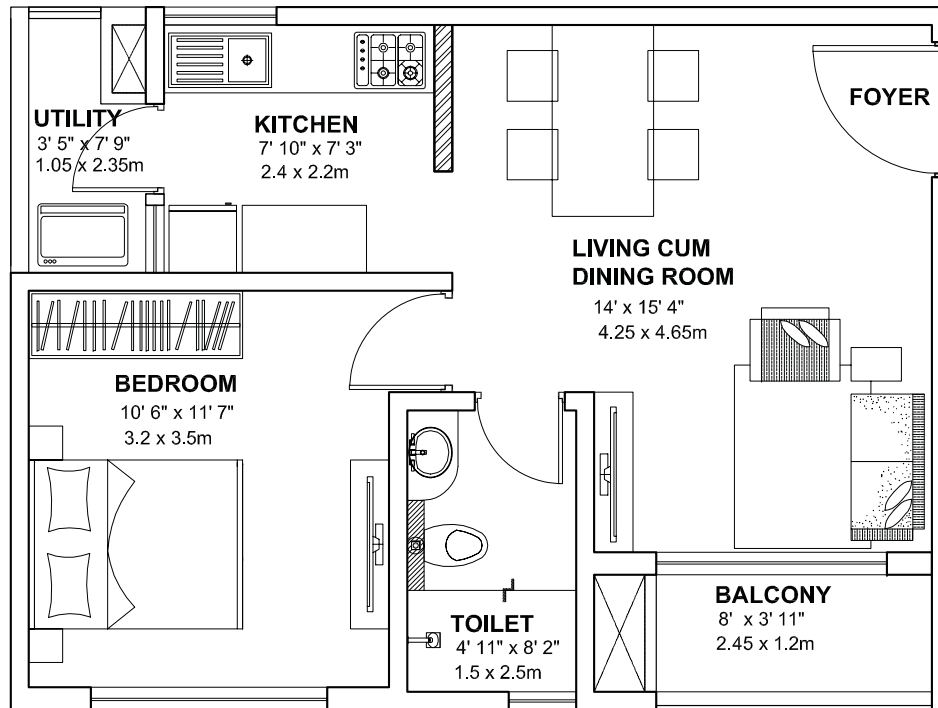 FOYER
UTILITY
3' 5" x 7' 9"
1.05 x 2.35m
KITCHEN
7' 10" x 7' 3"
2.4 x 2.2m
LIVING CUM
DINING ROOM
14' x 15' 4"
4.25 x 4.65m
BEDROOM
10' 6" x 11' 7"
3.2 x 3.5m
TOILET
4' 11" x 8' 2"
1.5 x 2.5m
BALCONY
8' x 3' 11"
2.45 x 1.2m